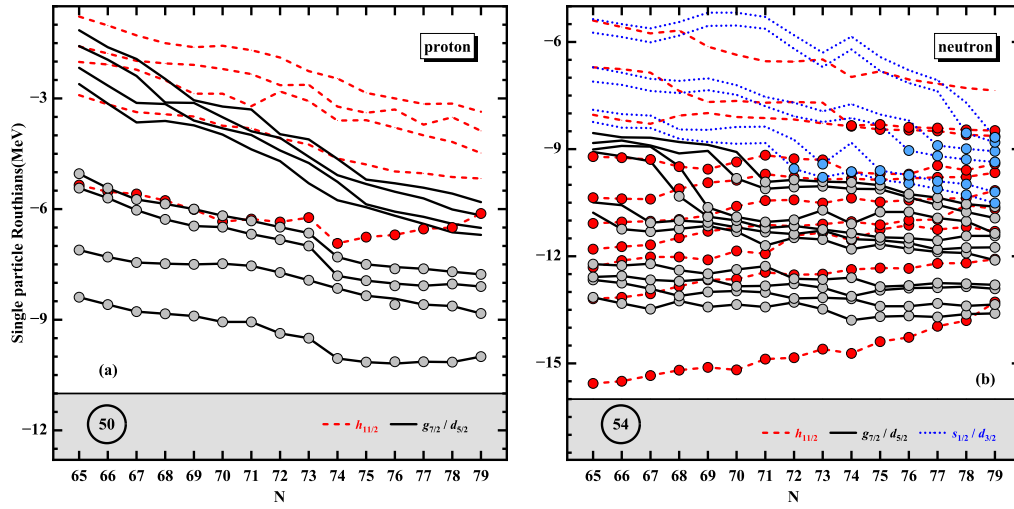 Single particle Routhians(MeV)
proton
−3
−6
−9
−12
(a)
50
h11/2
g7/2 / d5/2
65 66 67 68 69 70 71 72 73 74 75 76 77 78 79
N
neutron
−6
−9
−12
−15
(b)
54
h11/2
g7/2 / d5/2
s1/2 / d3/2
65 66 67 68 69 70 71 72 73 74 75 76 77 78 79
N